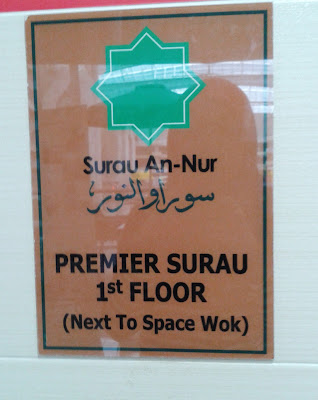 Surau An-Nur
سوراو النور
PREMIER SURAU
1st FLOOR
(Next To Space Wok)